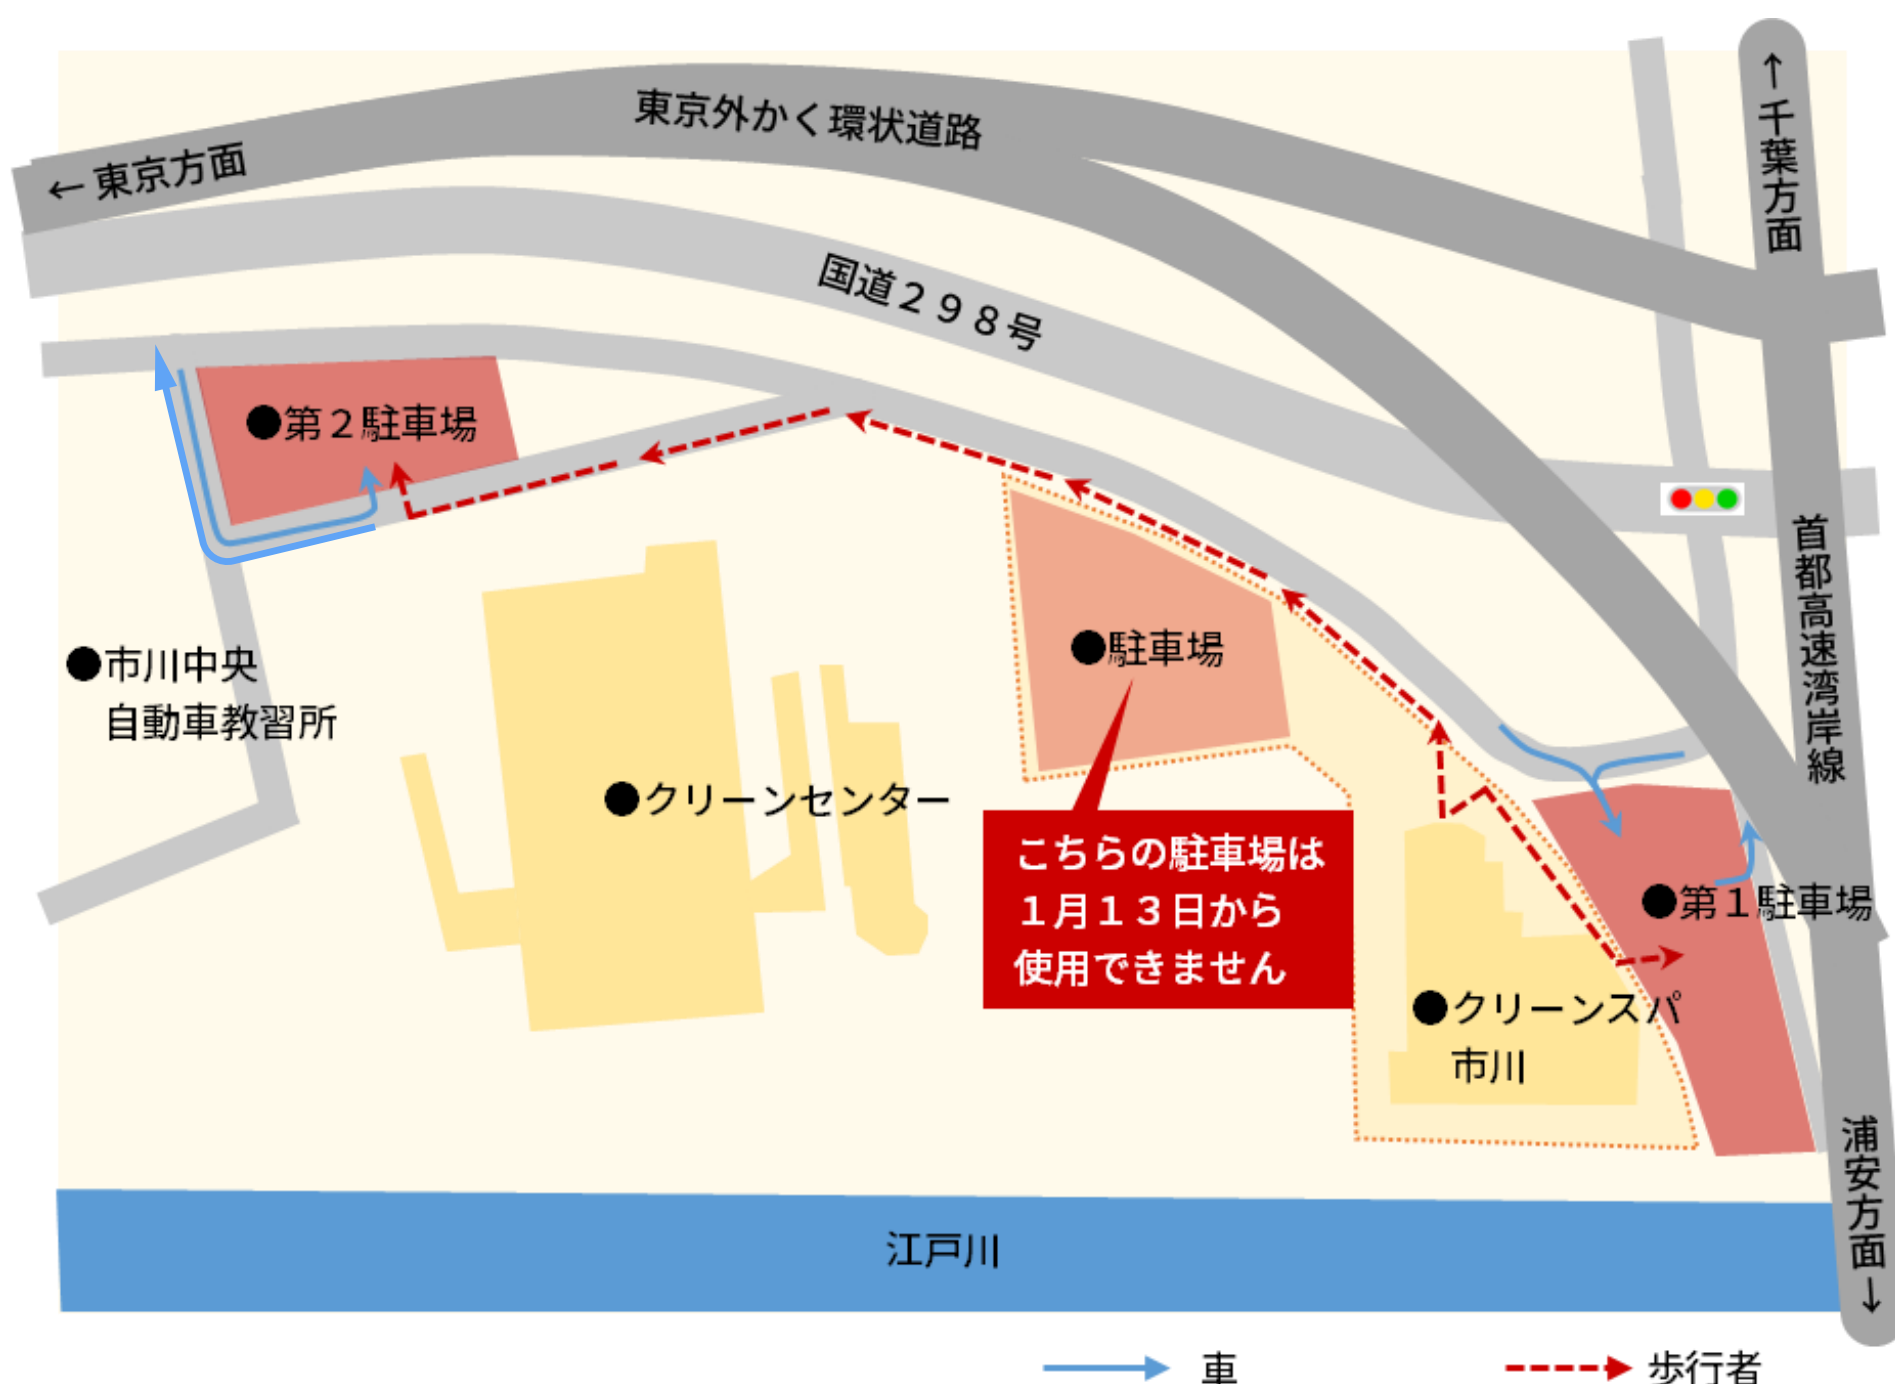 東京外かく環状道路
←東京方面
↑千葉方面
国道２９８号
●第２駐車場
首都高速湾岸線
●市川中央
自動車教習所
●駐車場
●クリーンセンター
こちらの駐車場は
１月１３日から
使用できません
●第１駐車場
●クリーンスパ
市川
浦安方面↓
江戸川
車
歩行者